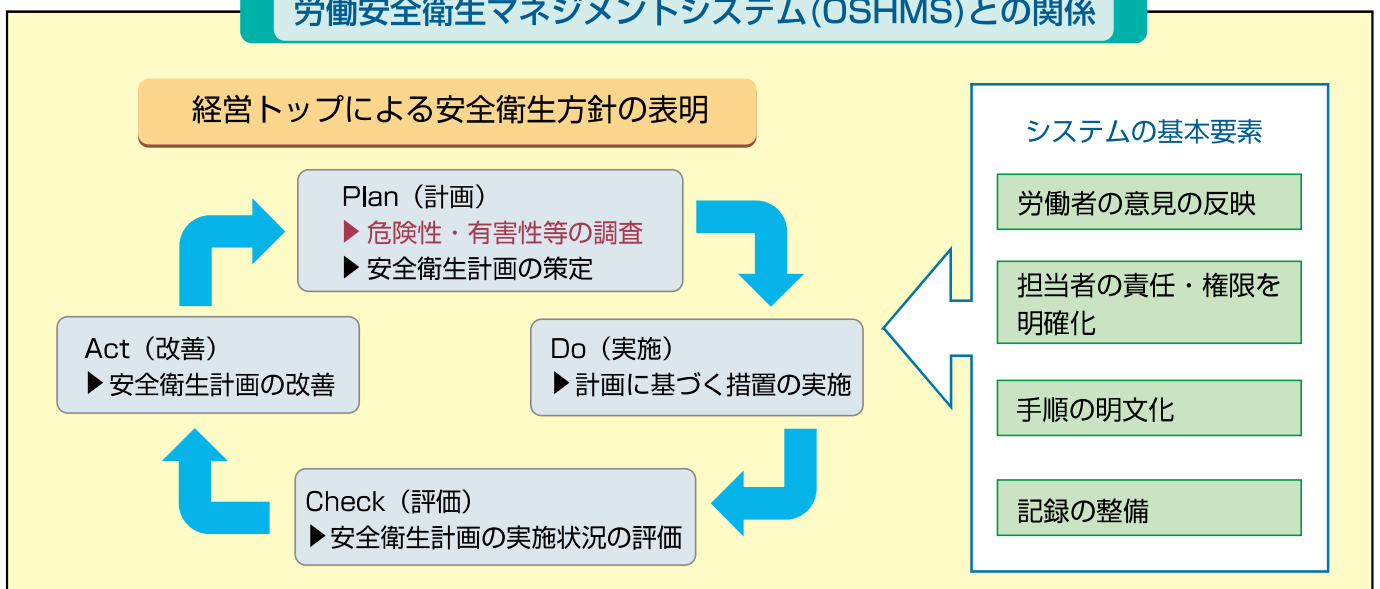 労働安全衛生マネジメントシステム(OSHMS)との関係
経営トップによる安全衛生方針の表明
Plan（計画）
▶危険性・有害性等の調査
▶安全衛生計画の策定
Act（改善）
▶安全衛生計画の改善
Do（実施）
▶計画に基づく措置の実施
Check（評価）
▶安全衛生計画の実施状況の評価
システムの基本要素
労働者の意見の反映
担当者の責任・権限を
明確化
手順の明文化
記録の整備